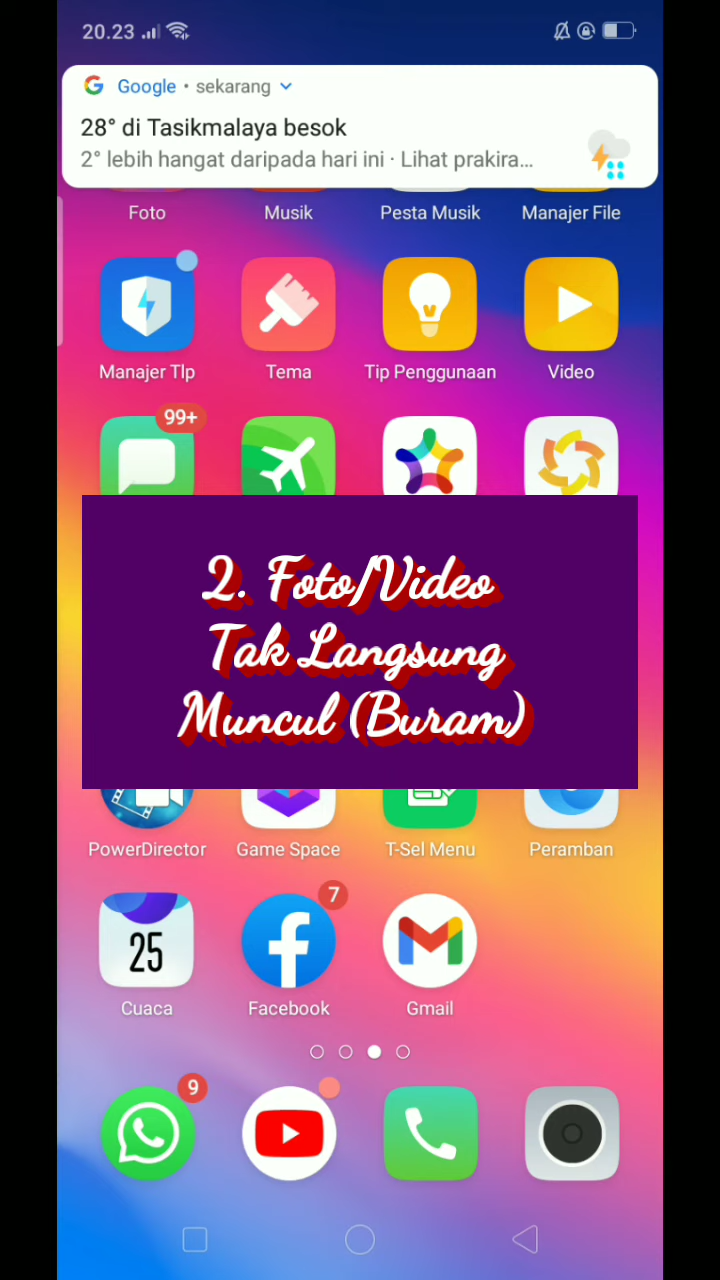 20.23
Google • sekarang
28° di Tasikmalaya besok
2° lebih hangat daripada hari ini · Lihat prakira...
Foto Musik Pesta Musik Manajer File
Manajer Tlp Tema Tip Penggunaan Video
99+
2. Foto/Video
Tak Langsung
Muncul (Buram)
PowerDirector Game Space T-Sel Menu Peramban
7
25
Cuaca Facebook Gmail
9